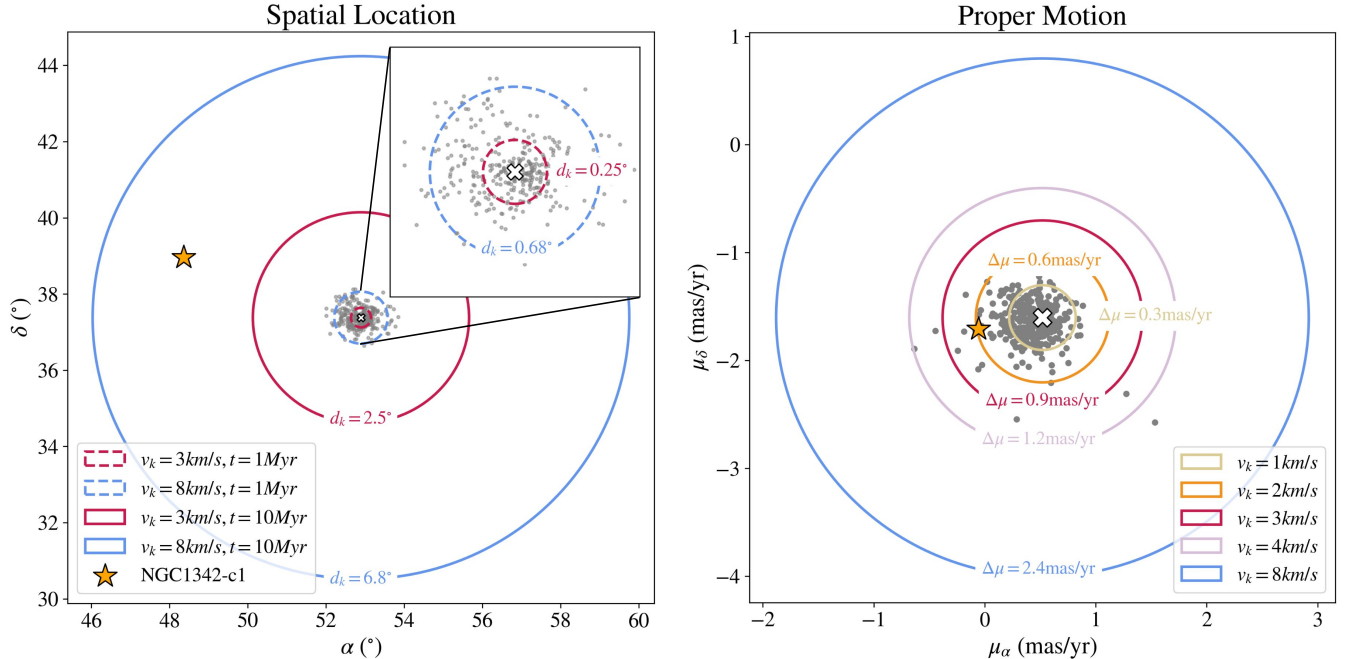 Spatial Location
44
42
40
38
36
34
32
30
δ (°)
46
48
50
52
54
56
58
60
α (°)
d_k = 0.25°
d_k = 0.68°
d_k = 2.5°
d_k = 6.8°
v_k = 3km/s, t = 1Myr
v_k = 8km/s, t = 1Myr
v_k = 3km/s, t = 10Myr
v_k = 8km/s, t = 10Myr
NGC1342-c1
Proper Motion
1
0
−1
−2
−3
−4
μ_δ (mas/yr)
−2
−1
0
1
2
3
μ_α (mas/yr)
Δμ = 0.6mas/yr
Δμ = 0.3mas/yr
Δμ = 0.9mas/yr
Δμ = 1.2mas/yr
Δμ = 2.4mas/yr
v_k = 1km/s
v_k = 2km/s
v_k = 3km/s
v_k = 4km/s
v_k = 8km/s